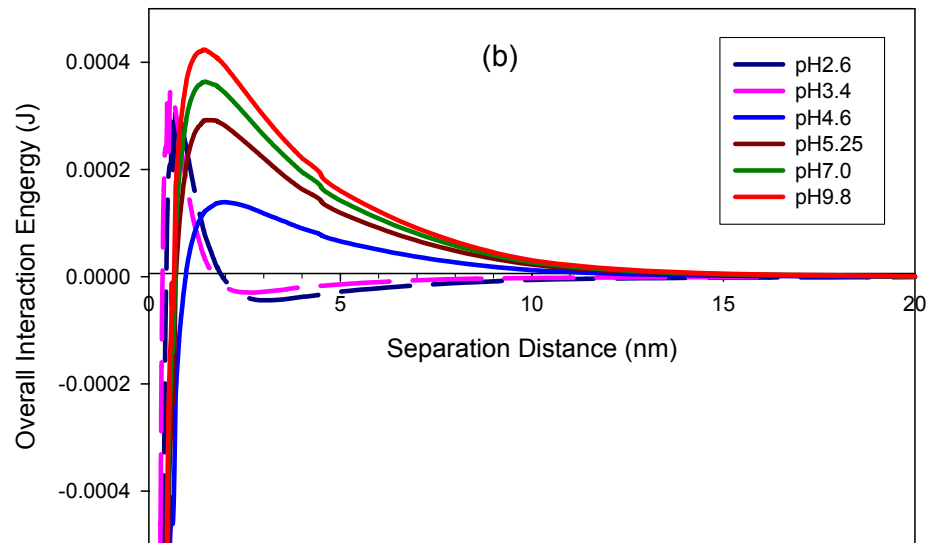 (b)
pH2.6
pH3.4
pH4.6
pH5.25
pH7.0
pH9.8
Overall Interaction Engergy (J)
0.0004
0.0002
0.000
-0.0002
-0.0004
0
5
10
15
20
Separation Distance (nm)